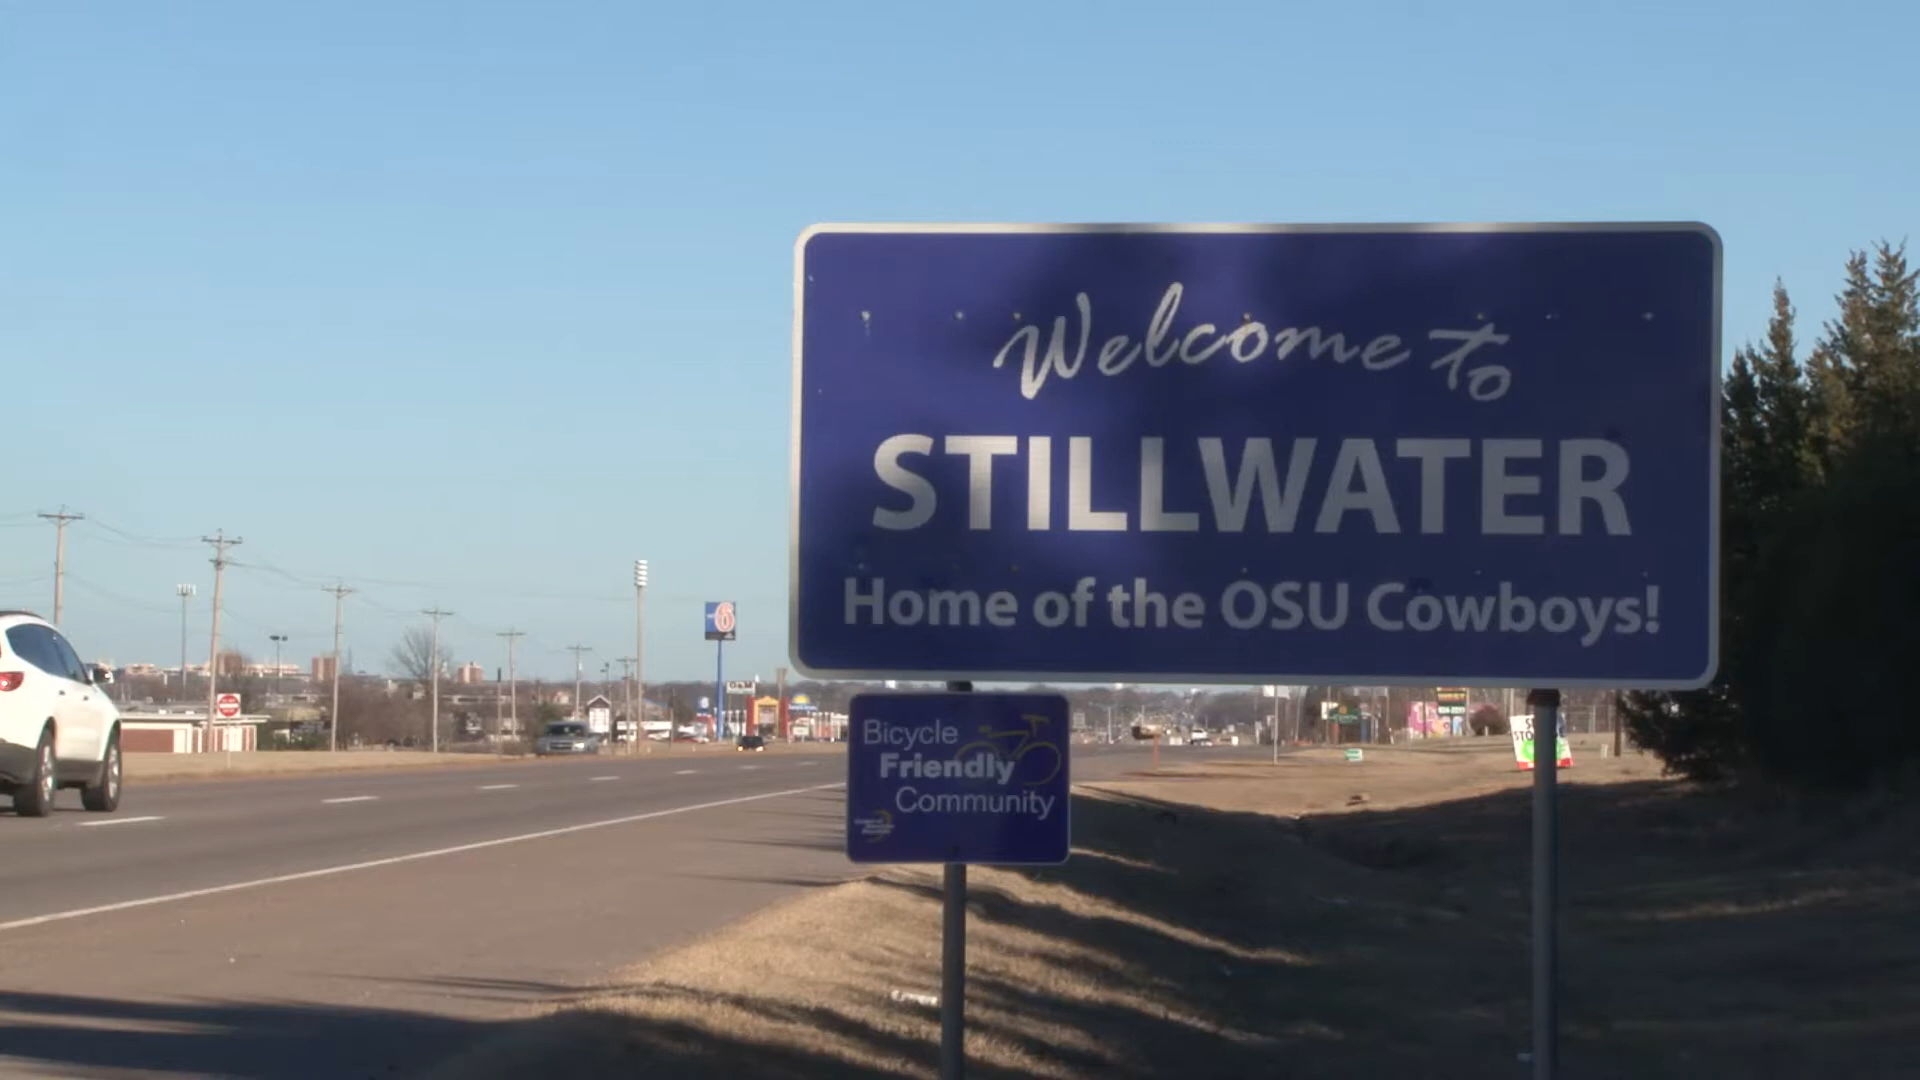 Welcome to
STILLWATER
Home of the OSU Cowboys!
6
Bicycle
Friendly
Community